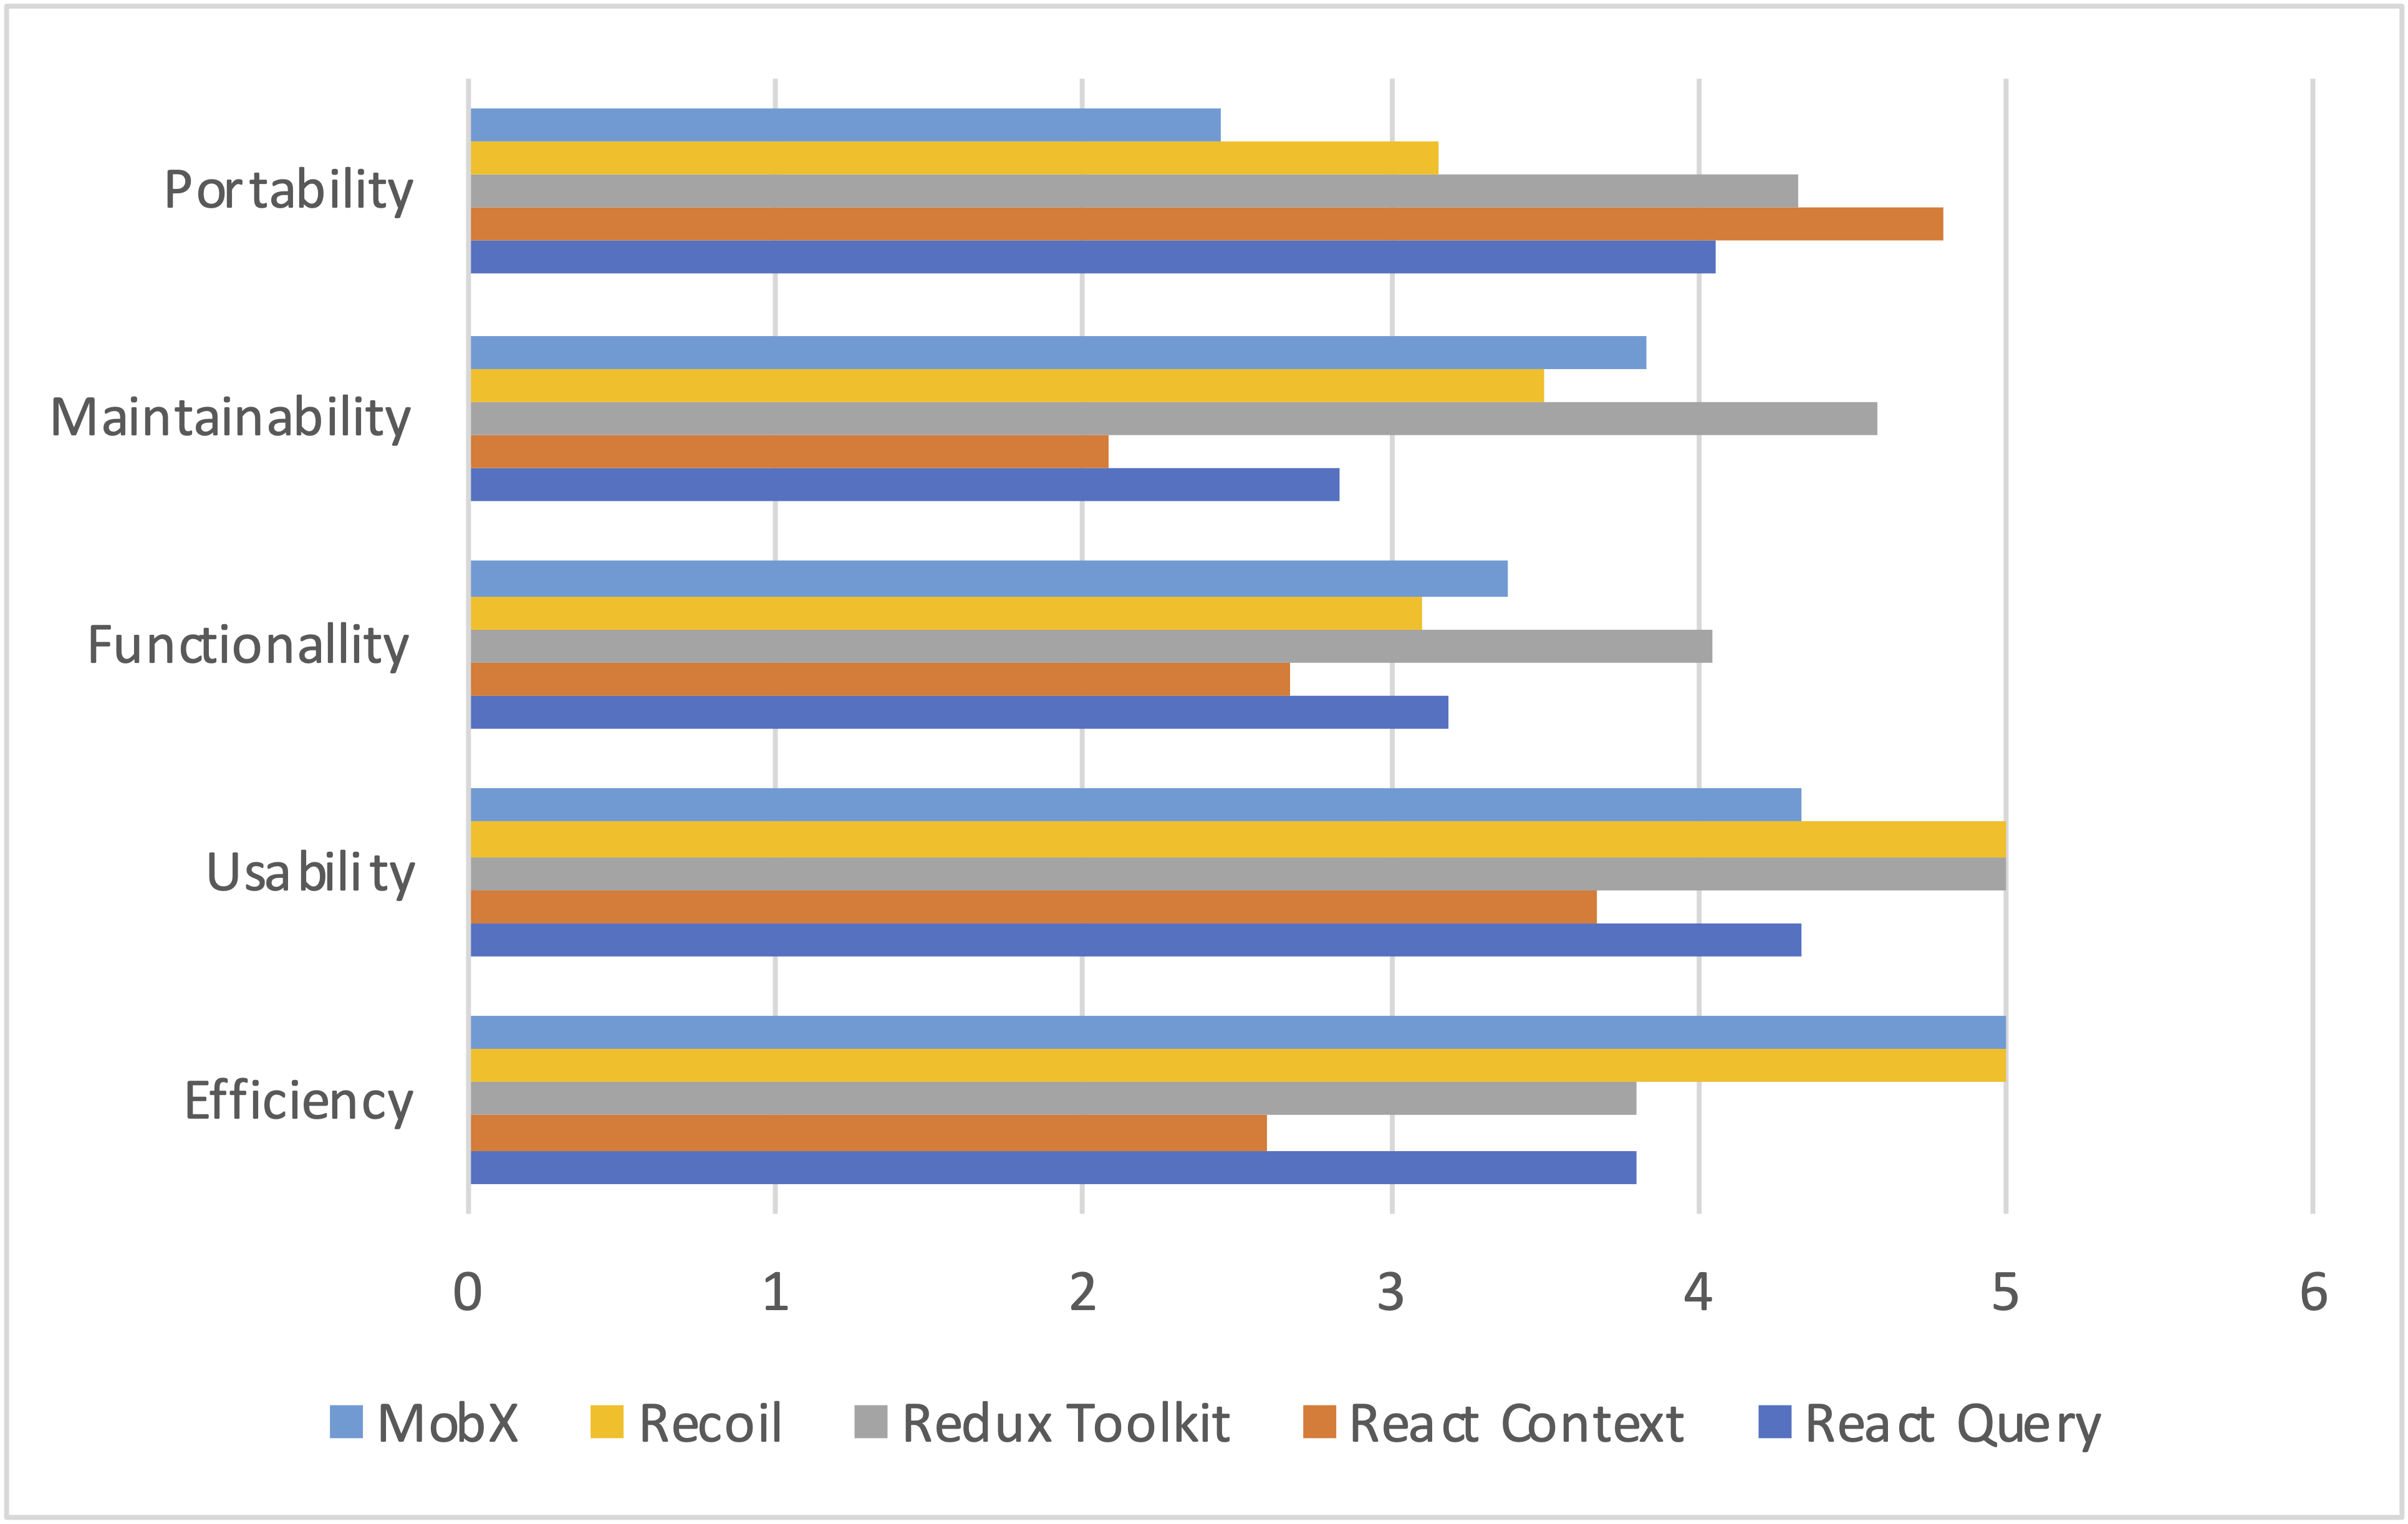 Portability
Maintainability
Functionallity
Usability
Efficiency
0 1 2 3 4 5 6
MobX Recoil Redux Toolkit React Context React Query